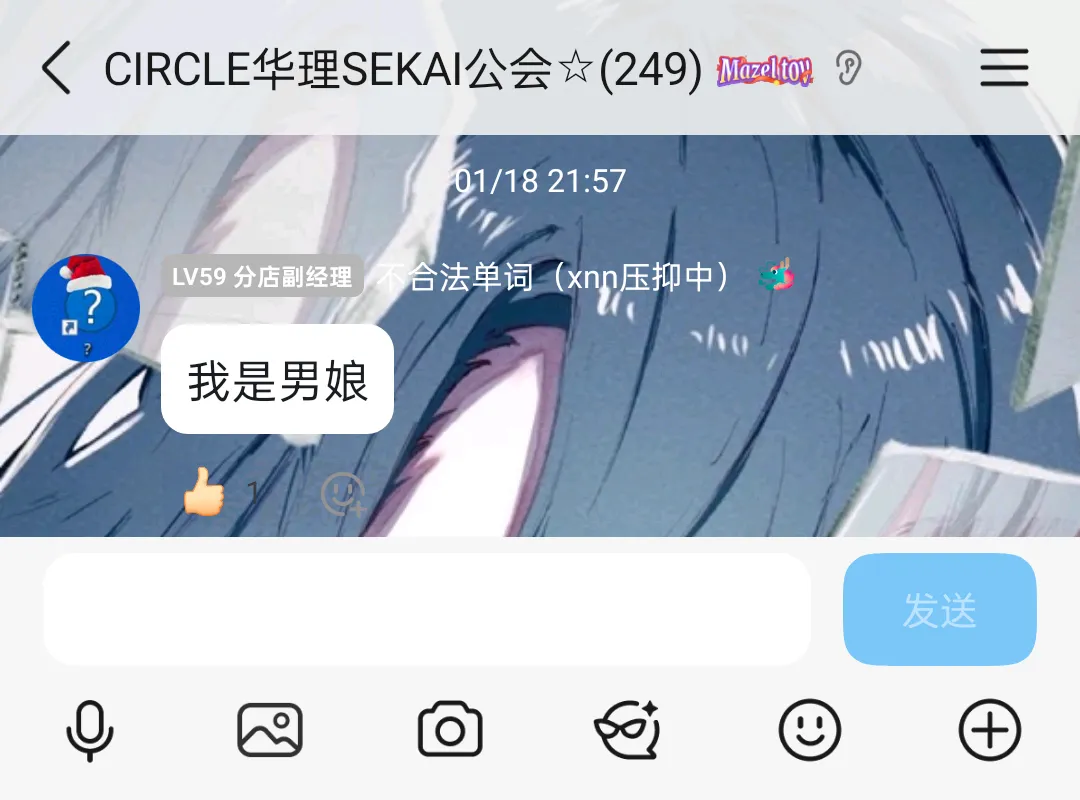 CIRCLE华理SEKAI公会☆(249) Mazel toy
01/18 21:57
LV59 分店副经理 不合法单词（xnn压抑中）
?
?
我是男娘
1
发送